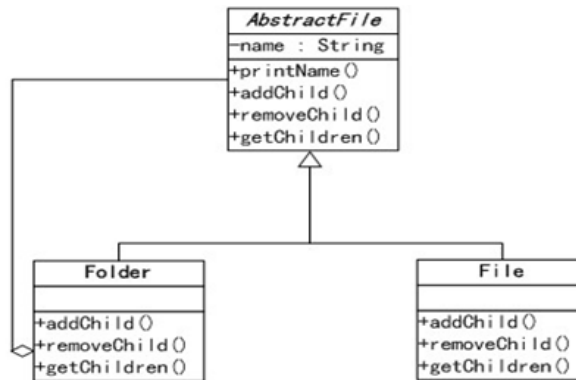 AbstractFile
-name : String
+printName()
+addChild()
+removeChild()
+getChildren()
Folder
+addChild()
+removeChild()
+getChildren()
File
+addChild()
+removeChild()
+getChildren()